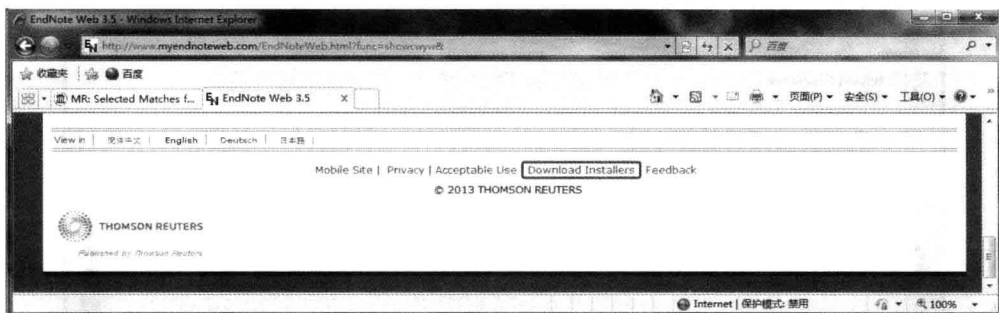 EndNote Web 3.5 - Windows Internet Explorer
http://www.myendnoteweb.com/EndNoteWeb.html?func=showcwyw&
百度
收藏夹 百度
MR: Selected Matches f... EndNote Web 3.5 X 页面(P) 安全(S) 工具(O)
View in | 简体中文 | English | Deutsch | 日本語 |
Mobile Site | Privacy | Acceptable Use | Download Installers | Feedback
© 2013 THOMSON REUTERS
THOMSON REUTERS
Published by Thomson Reuters
Internet | 保护模式: 禁用 100%